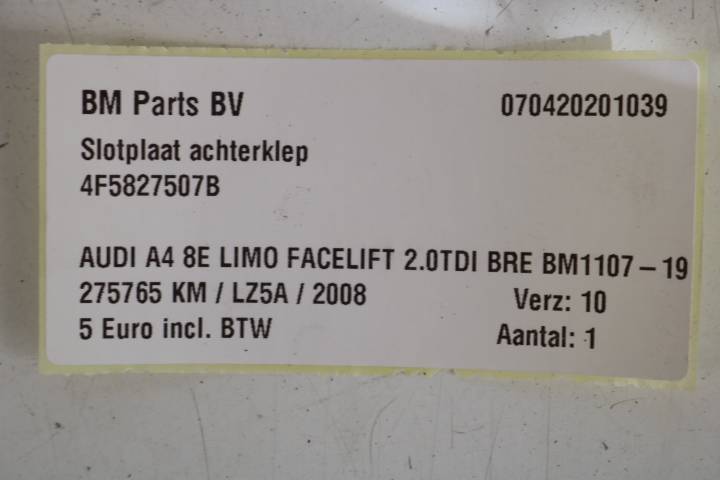 BM Parts BV 070420201039
Slotplaat achterklep
4F5827507B
AUDI A4 8E LIMO FACELIFT 2.0TDI BRE BM1107-19
275765 KM / LZ5A / 2008 Verz: 10
5 Euro incl. BTW Aantal: 1